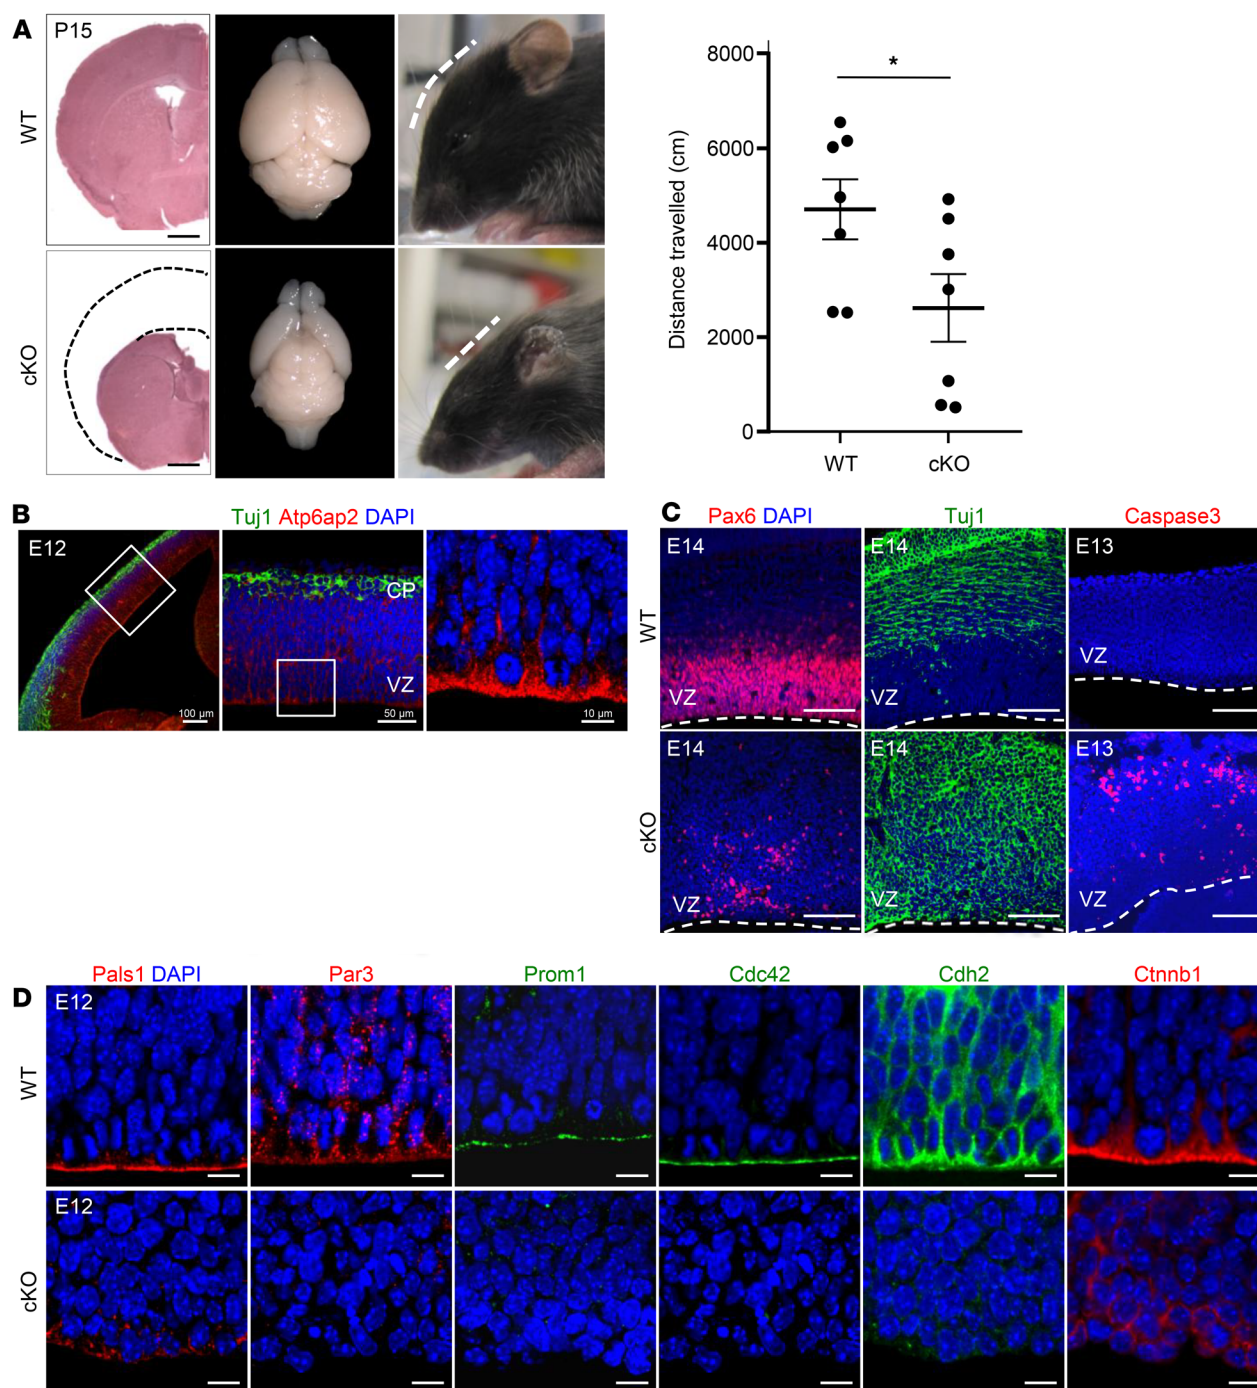 A
P15
WT
cKO
8000
6000
4000
2000
0
Distance travelled (cm)
*
WT
cKO
B
Tuj1 Atp6ap2 DAPI
E12
100 µm
CP
VZ
50 µm
10 µm
C
Pax6 DAPI
Tuj1
Caspase3
WT
E14
VZ
E14
VZ
E13
VZ
cKO
E14
VZ
E14
VZ
E13
VZ
D
Pals1 DAPI
Par3
Prom1
Cdc42
Cdh2
Ctnnb1
WT
E12
cKO
E12